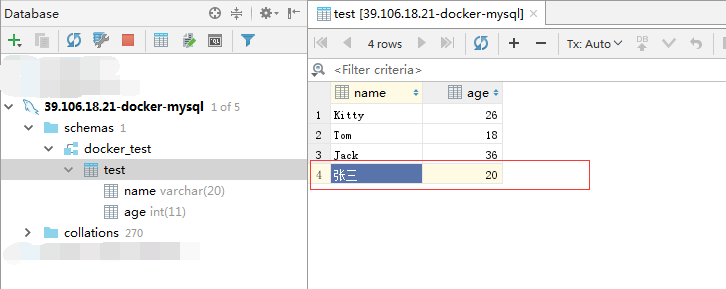 Database
39.106.18.21-docker-mysql 1 of 5
schemas 1
docker_test
test
name varchar(20)
age int(11)
collations 270
test [39.106.18.21-docker-mysql]
4 rows
Tx: Auto
DB
<Filter criteria>
name age
1 Kitty 26
2 Tom 18
3 Jack 36
4 张三 20